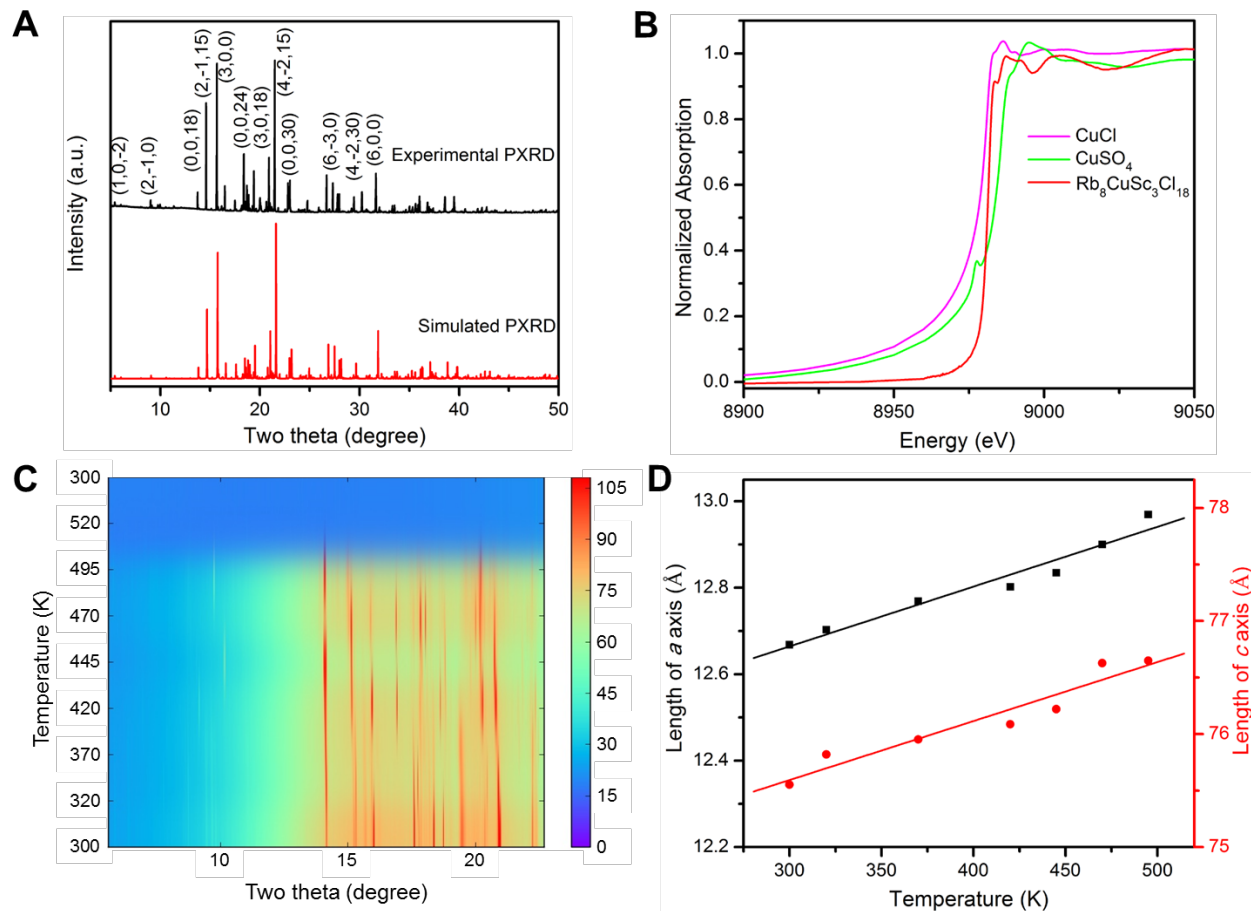 A
Intensity (a.u.)
(1,0,-2)
(2,-1,0)
(0,0,18)
(2,-1,15)
(3,0,0)
(0,0,24)
(3,0,18)
(4,-2,15)
(0,0,30)
(6,-3,0)
(4,-2,30)
(6,0,0)
Experimental PXRD
Simulated PXRD
10 20 30 40 50
Two theta (degree)
B
Normalized Absorption
1.0
0.8
0.6
0.4
0.2
0.0
CuCl
CuSO4
Rb8CuSc3Cl18
8900 8950 9000 9050
Energy (eV)
C
Temperature (K)
300
520
495
470
445
420
370
320
300
10 15 20
Two theta (degree)
105
90
75
60
45
30
15
0
D
Length of a axis (Å)
13.0
12.8
12.6
12.4
12.2
300 350 400 450 500
Temperature (K)
78
77
76
75
Length of c axis (Å)